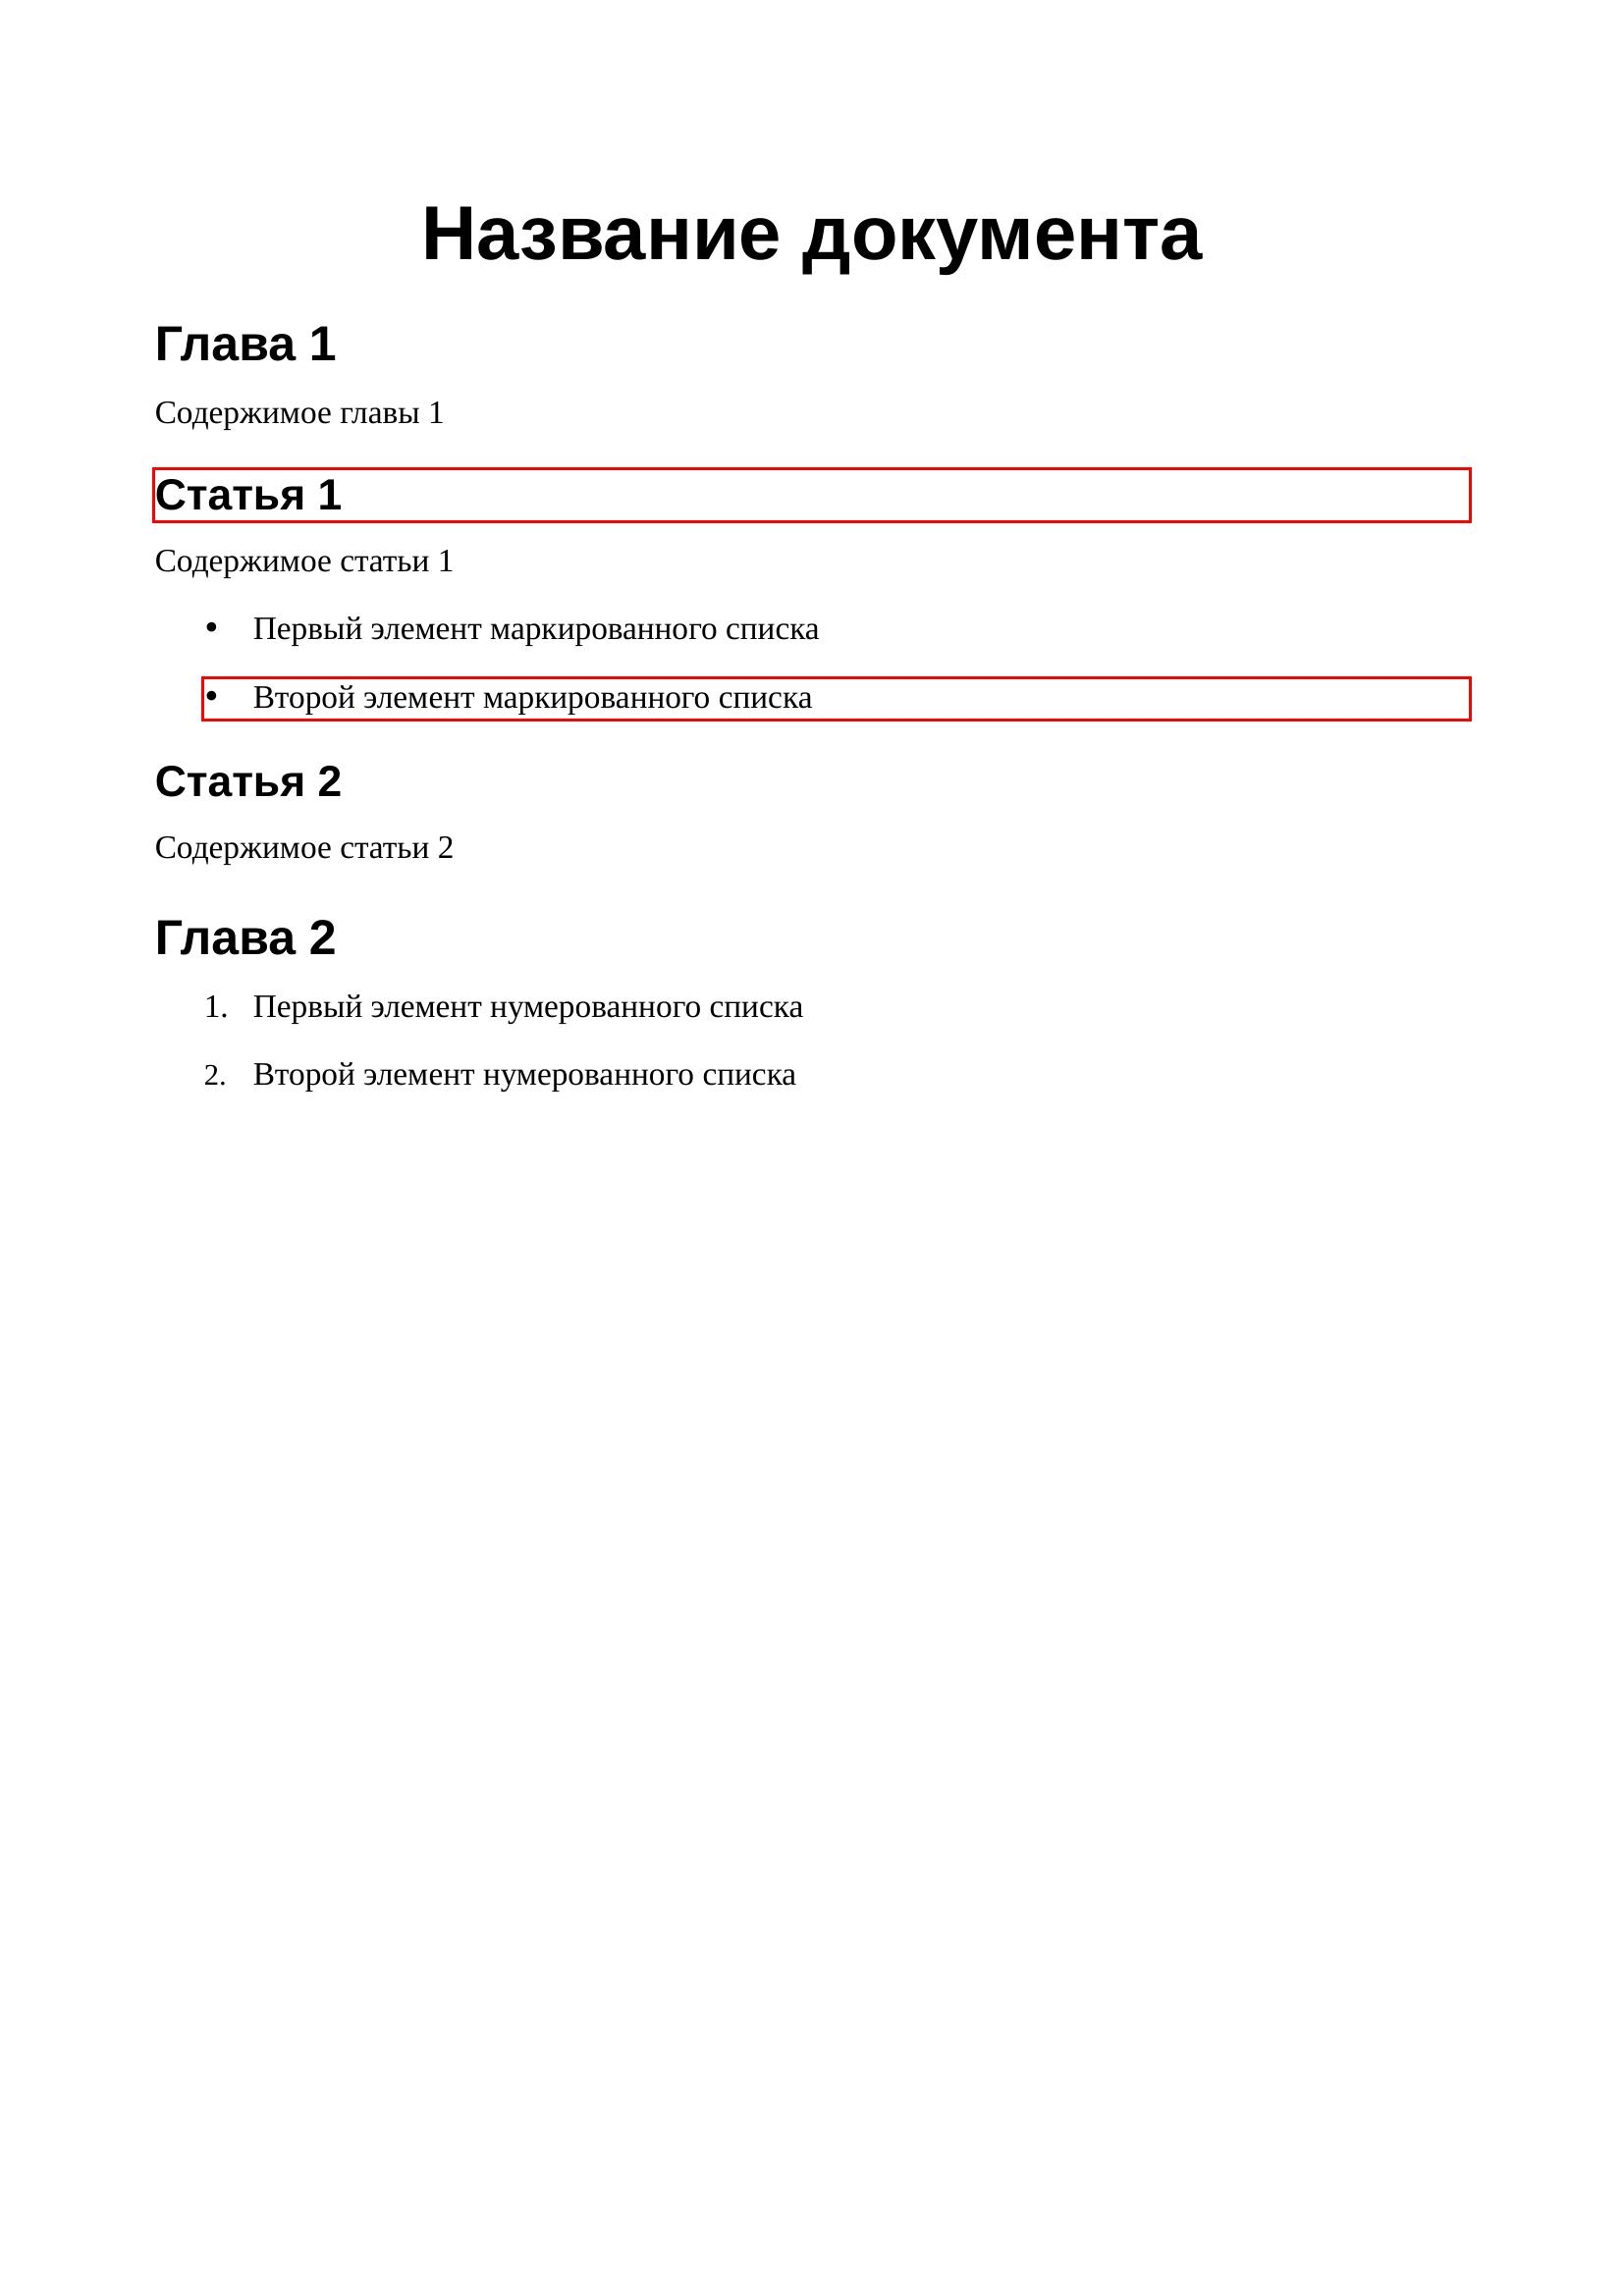 Название документа
Глава 1
Содержимое главы 1
Статья 1
Содержимое статьи 1
• Первый элемент маркированного списка
• Второй элемент маркированного списка
Статья 2
Содержимое статьи 2
Глава 2
1. Первый элемент нумерованного списка
2. Второй элемент нумерованного списка